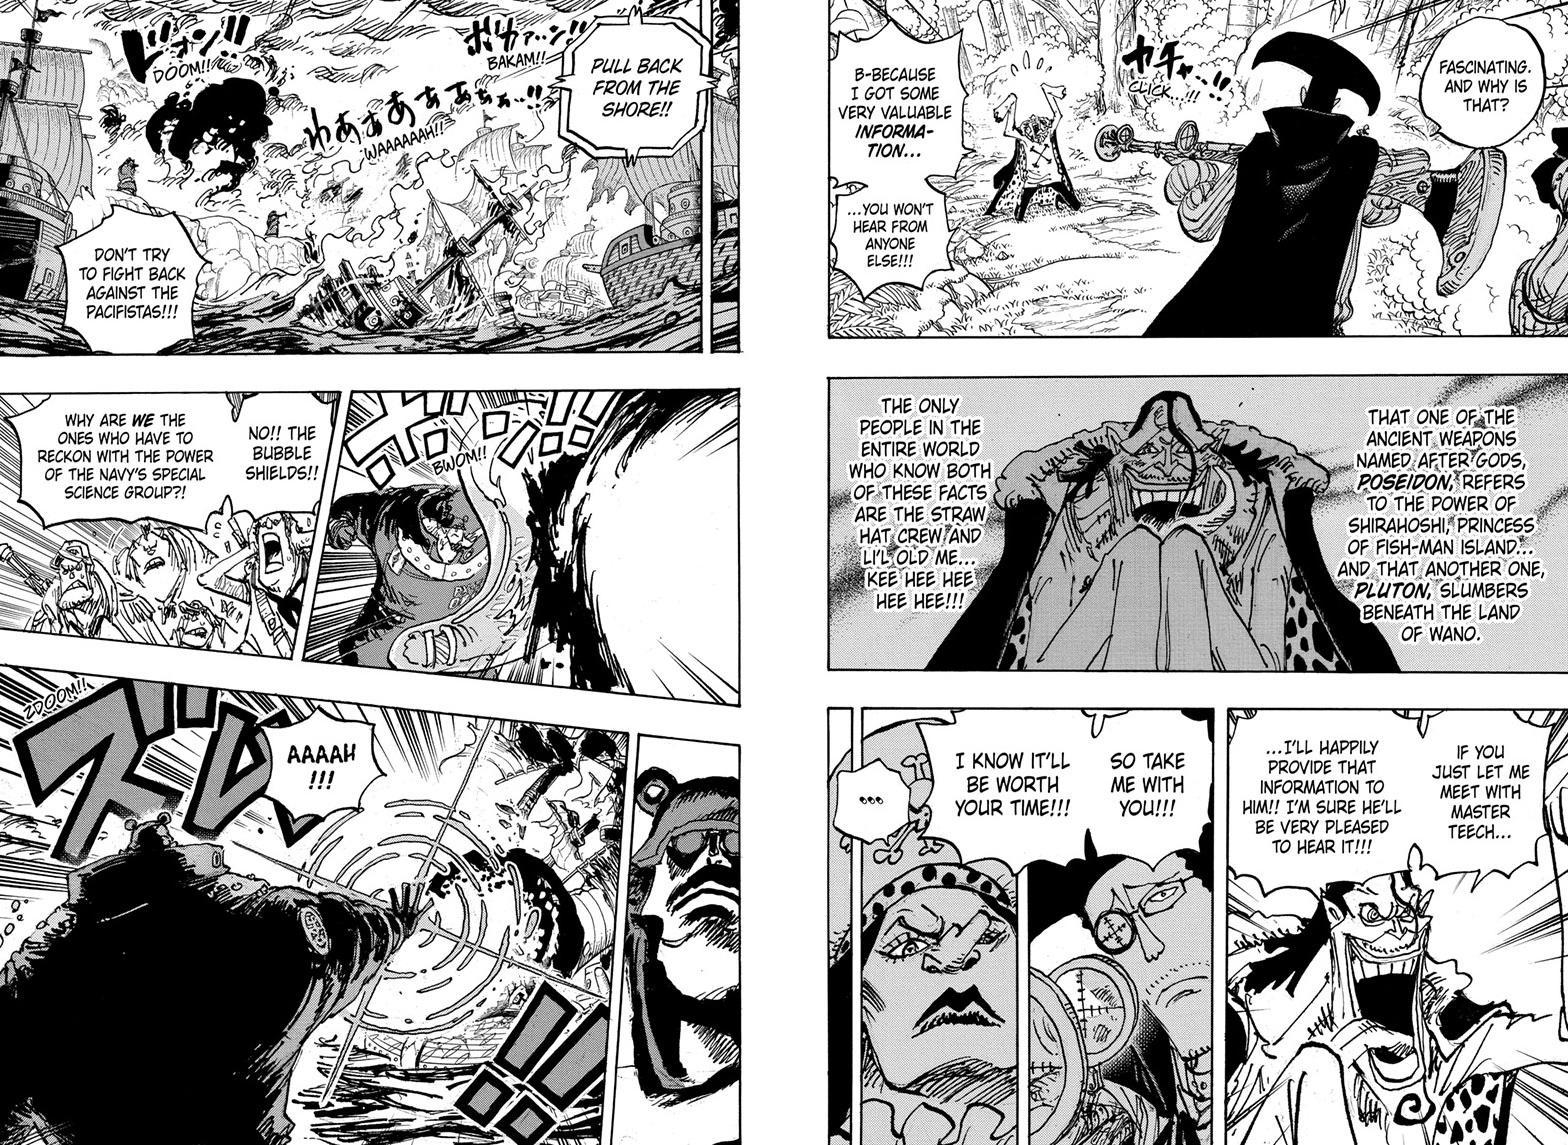 FASCINATING.
AND WHY IS
THAT?
カチャ...!!
CLICK...!!
B-BECAUSE
I GOT SOME
VERY VALUABLE
INFORMA-
TION...
...YOU WON'T
HEAR FROM
ANYONE
ELSE!!!
THAT ONE OF THE
ANCIENT WEAPONS
NAMED AFTER GODS,
POSEIDON, REFERS
TO THE POWER OF
SHIRAHOSHI, PRINCESS
OF FISH-MAN ISLAND...
AND THAT ANOTHER ONE,
PLUTON, SLUMBERS
BENEATH THE LAND
OF WANO.
THE ONLY
PEOPLE IN THE
ENTIRE WORLD
WHO KNOW BOTH
OF THESE FACTS
ARE THE STRAW
HAT CREW AND
LI'L OLD ME...
KEE HEE HEE
HEE HEE!!!
IF YOU
JUST LET ME
MEET WITH
MASTER
TEECH...
...I'LL HAPPILY
PROVIDE THAT
INFORMATION TO
HIM!! I'M SURE HE'LL
BE VERY PLEASED
TO HEAR IT!!!
SO TAKE
ME WITH
YOU!!!
I KNOW IT'LL
BE WORTH
YOUR TIME!!!
...
PULL BACK
FROM THE
SHORE!!
ボカァーン!!
BAKAM!!
わあああああぁ...!!
WAAAAAAH!!
ドォォン!!
DOOM!!
DON'T TRY
TO FIGHT BACK
AGAINST THE
PACIFISTAS!!!
BWOM!!
NO!! THE
BUBBLE
SHIELDS!!
WHY ARE WE THE
ONES WHO HAVE TO
RECKON WITH THE POWER
OF THE NAVY'S SPECIAL
SCIENCE GROUP?!
AAAAH
!!!
ZDOOM!!